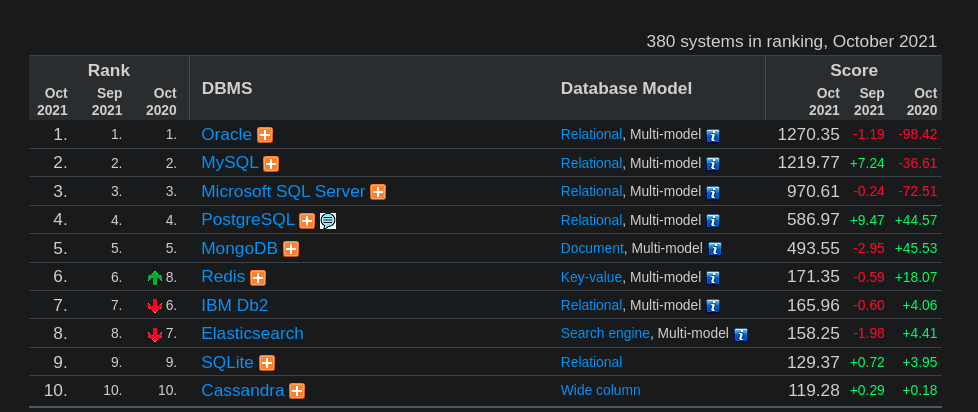 380 systems in ranking, October 2021
Rank DBMS Database Model Score
Oct 2021 Sep 2021 Oct 2020 Oct 2021 Sep 2021 Oct 2020
1. 1. 1. Oracle Relational, Multi-model 1270.35 -1.19 -98.42
2. 2. 2. MySQL Relational, Multi-model 1219.77 +7.24 -36.61
3. 3. 3. Microsoft SQL Server Relational, Multi-model 970.61 -0.24 -72.51
4. 4. 4. PostgreSQL Relational, Multi-model 586.97 +9.47 +44.57
5. 5. 5. MongoDB Document, Multi-model 493.55 -2.95 +45.53
6. 6. 8. Redis Key-value, Multi-model 171.35 -0.59 +18.07
7. 7. 6. IBM Db2 Relational, Multi-model 165.96 -0.60 +4.06
8. 8. 7. Elasticsearch Search engine, Multi-model 158.25 -1.98 +4.41
9. 9. 9. SQLite Relational 129.37 +0.72 +3.95
10. 10. 10. Cassandra Wide column 119.28 +0.29 +0.18